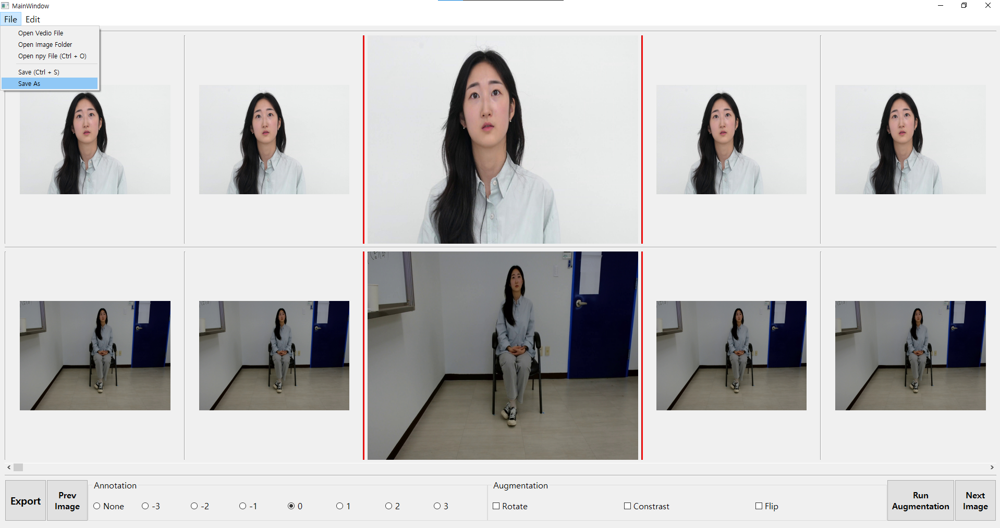 MainWindow
File Edit
Open Vedio File
Open Image Folder
Open npy File (Ctrl + O)
Save (Ctrl + S)
Save As
Annotation
Augmentation
Export
Prev
Image
None
-3
-2
-1
0
1
2
3
Rotate
Constrast
Flip
Run
Augmentation
Next
Image